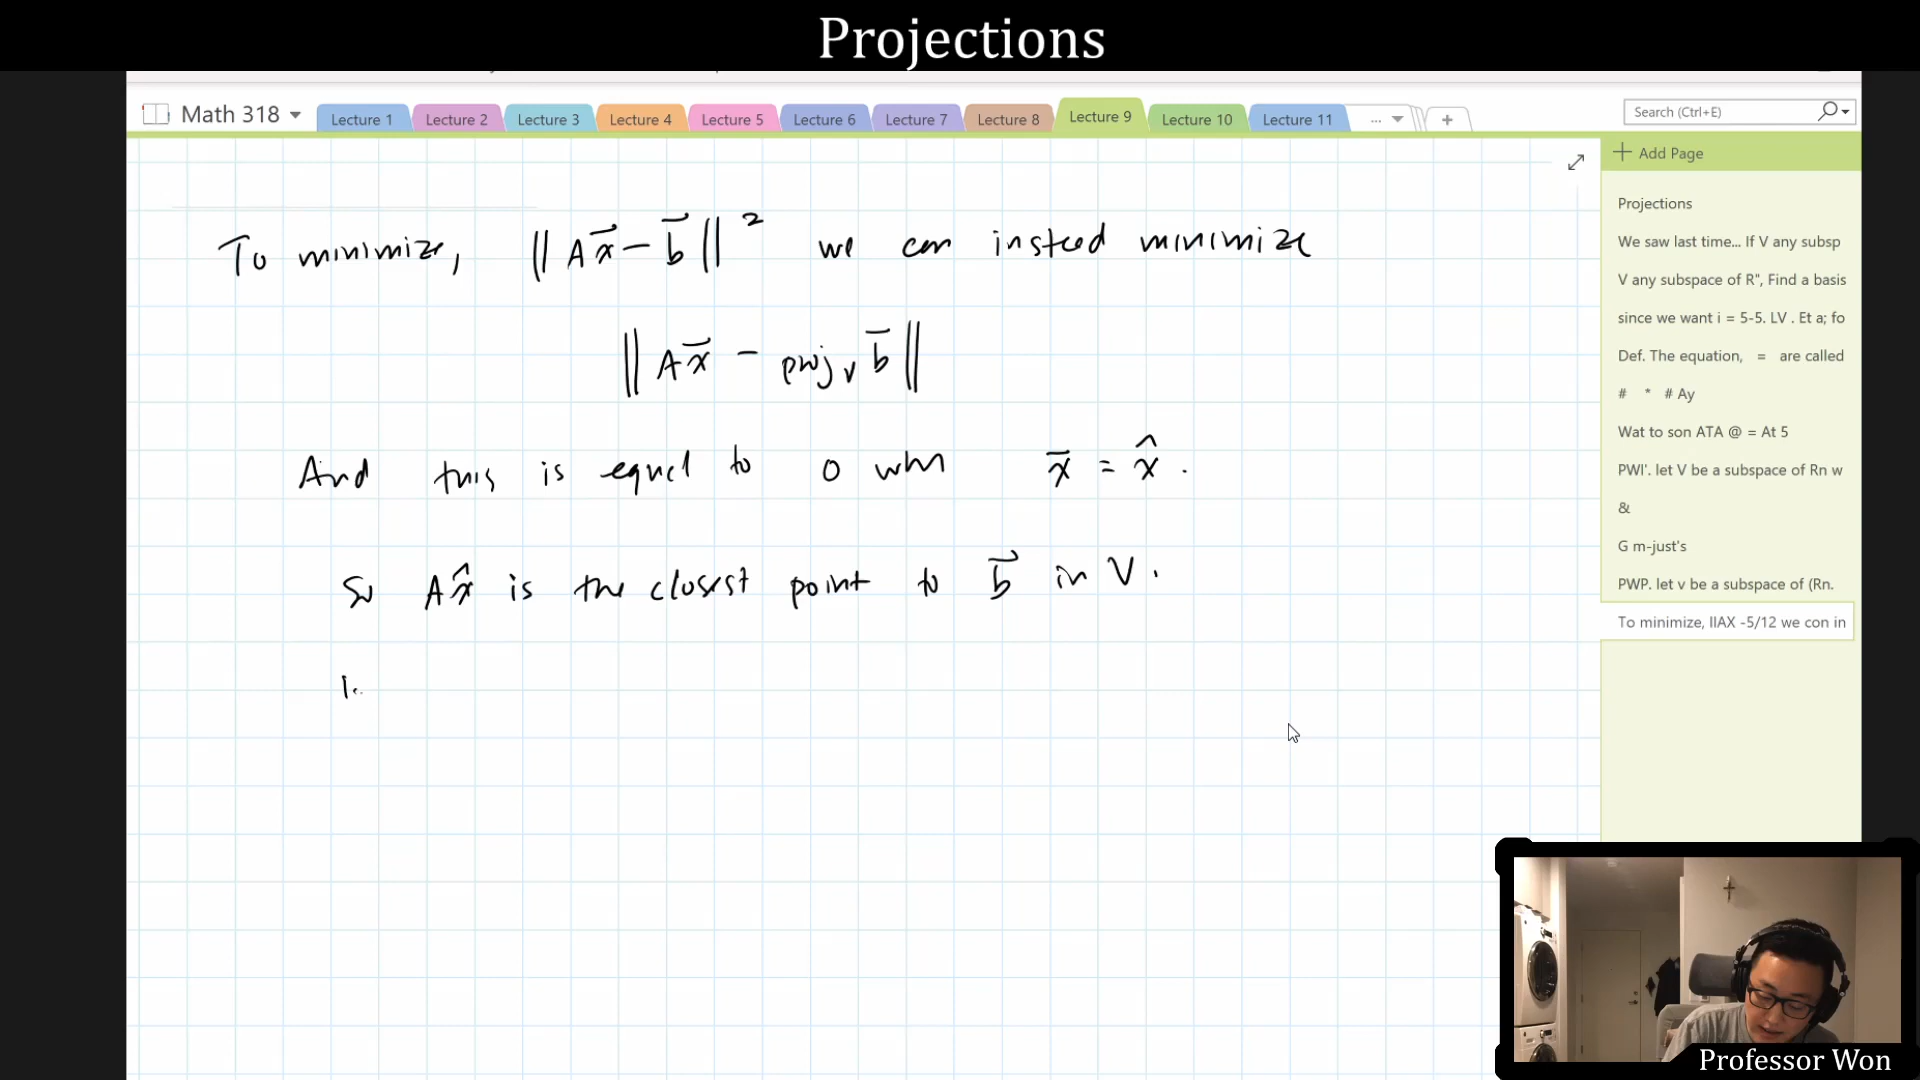 Projections
Math 318
Lecture 1
Lecture 2
Lecture 3
Lecture 4
Lecture 5
Lecture 6
Lecture 7
Lecture 8
Lecture 9
Lecture 10
Lecture 11
...
+
Search (Ctrl+E)
To minimize, ||Ax⃗ − b⃗||² we can instead minimize
||Ax⃗ − proj_V b⃗||
And this is equal to 0 when x⃗ = x̂.
So Ax̂ is the closest point to b⃗ in V.
Add Page
Projections
We saw last time... If V any subsp
V any subspace of R", Find a basis
since we want i = 5-5. LV . Et a; fo
Def. The equation, = are called
# * # Ay
Wat to son ATA @ = At 5
PWI'. let V be a subspace of Rn w
&
G m-just's
PWP. let v be a subspace of (Rn.
To minimize, IIAX -5/12 we con in
Professor Won